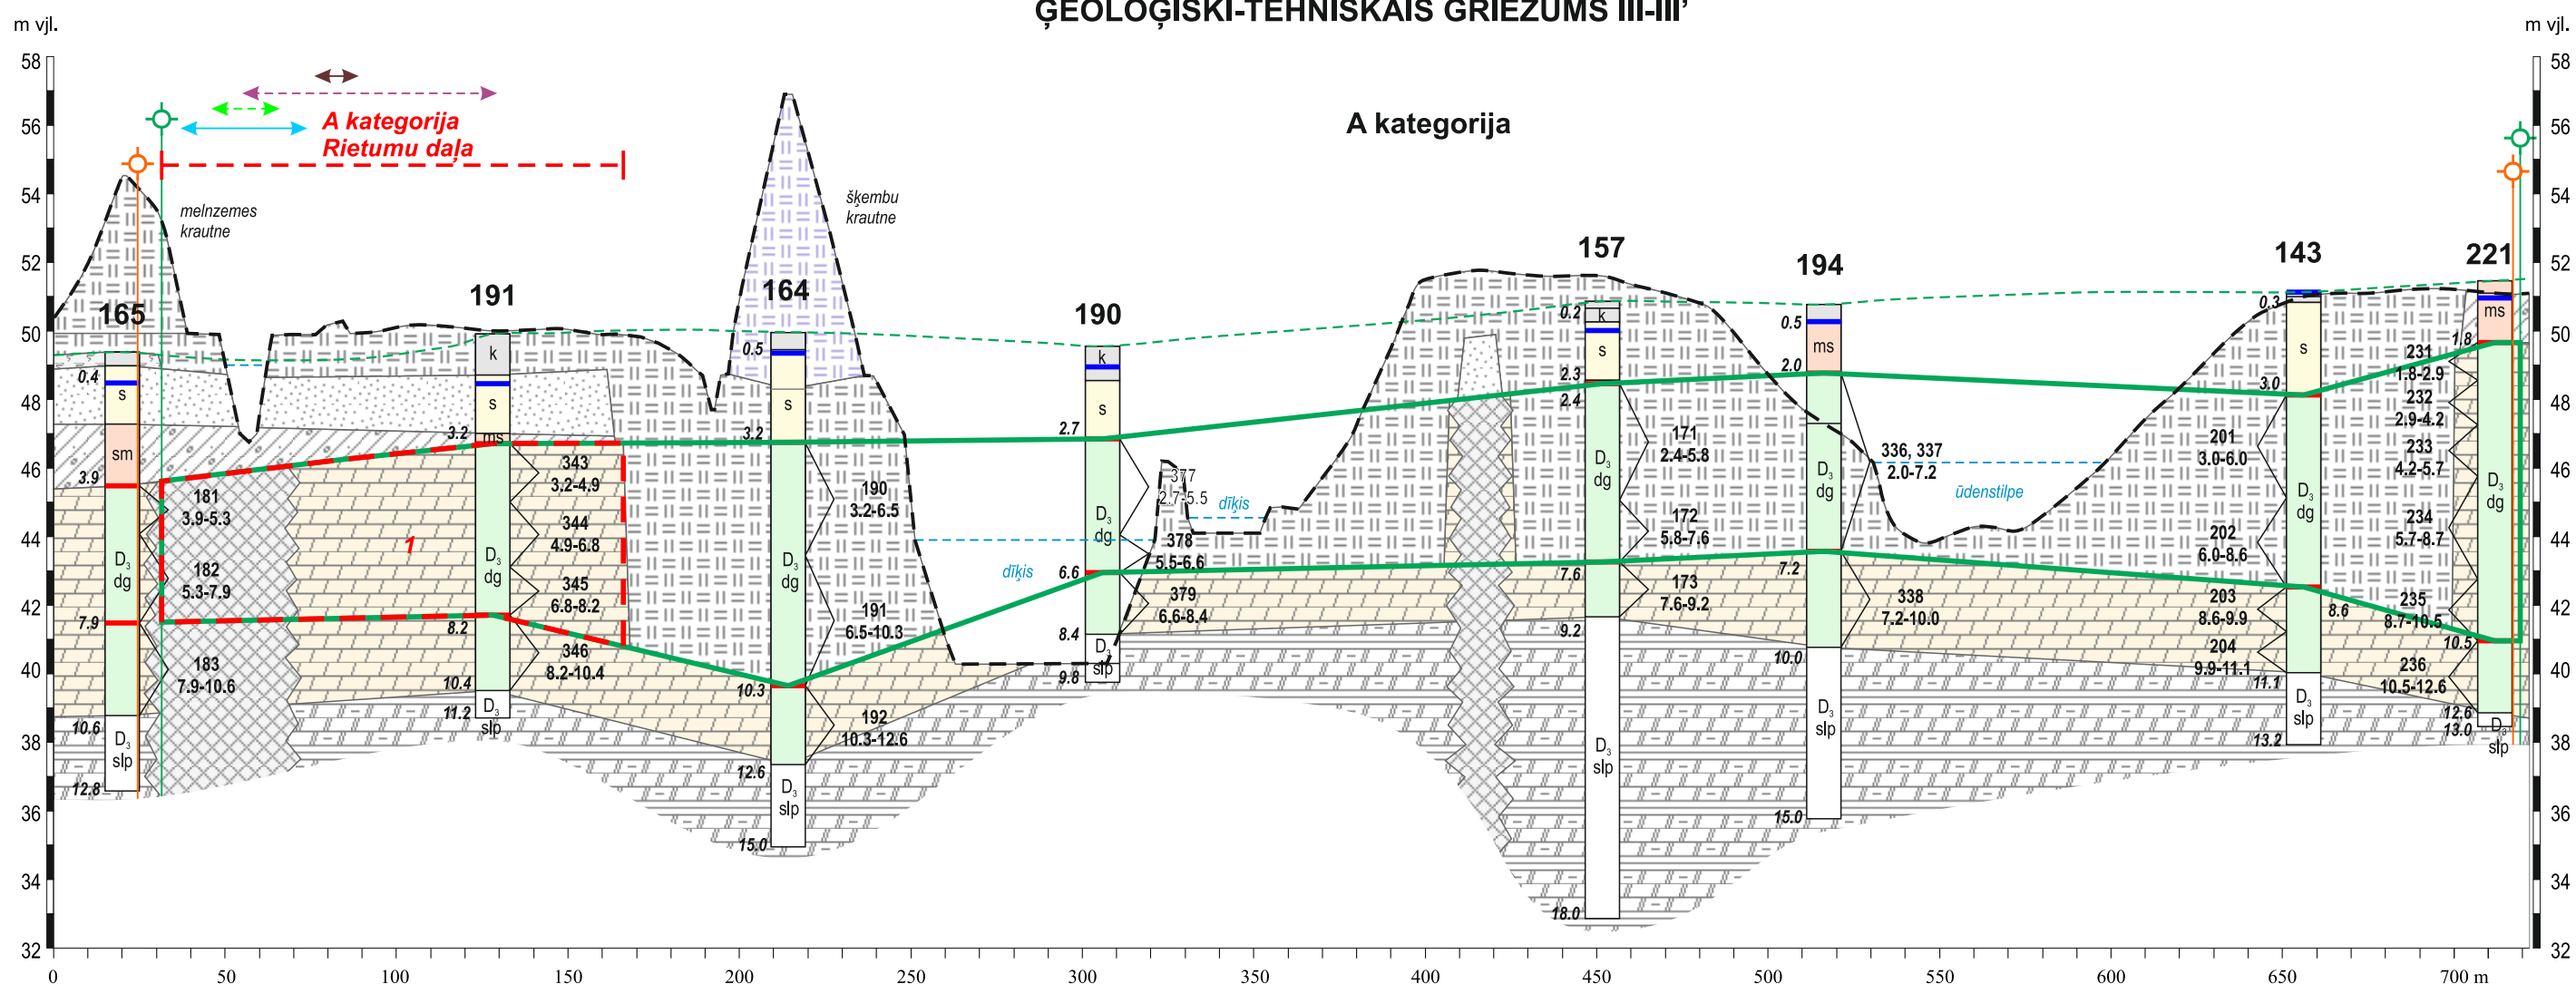 ĢEOLOĢISKI-TEHNISKAIS GRIEZUMS III-III’
m vjl.
m vjl.
58
56
54
52
50
48
46
44
42
40
38
36
34
32
58
56
54
52
50
48
46
44
42
40
38
36
34
32
A kategorija
Rietumu daļa
A kategorija
melnzemes
krautne
šķembu
krautne
165
0.4
s
sm
3.9
D3
dg
7.9
10.6
D3
slp
12.8
181
3.9-5.3
182
5.3-7.9
183
7.9-10.6
1
191
k
s
3.2
ms
D3
dg
8.2
10.4
D3
slp
11.2
343
3.2-4.9
344
4.9-6.8
345
6.8-8.2
346
8.2-10.4
164
0.5
s
3.2
D3
dg
10.3
12.6
D3
slp
15.0
190
3.2-6.5
191
6.5-10.3
192
10.3-12.6
dīķis
190
k
s
2.7
D3
dg
6.6
8.4
D3
slp
9.8
377
2.7-5.5
378
5.5-6.6
379
6.6-8.4
dīķis
157
0.2
k
s
2.3
2.4
D3
dg
7.6
9.2
D3
slp
18.0
171
2.4-5.8
172
5.8-7.6
173
7.6-9.2
194
0.5
ms
2.0
D3
dg
7.2
10.0
D3
slp
15.0
336, 337
2.0-7.2
338
7.2-10.0
ūdenstilpe
143
0.3
s
3.0
D3
dg
8.6
11.1
D3
slp
13.2
201
3.0-6.0
202
6.0-8.6
203
8.6-9.9
204
9.9-11.1
221
ms
1.8
D3
dg
10.5
12.6
D3
slp
13.0
231
1.8-2.9
232
2.9-4.2
233
4.2-5.7
234
5.7-8.7
235
8.7-10.5
236
10.5-12.6
0 50 100 150 200 250 300 350 400 450 500 550 600 650 700 m